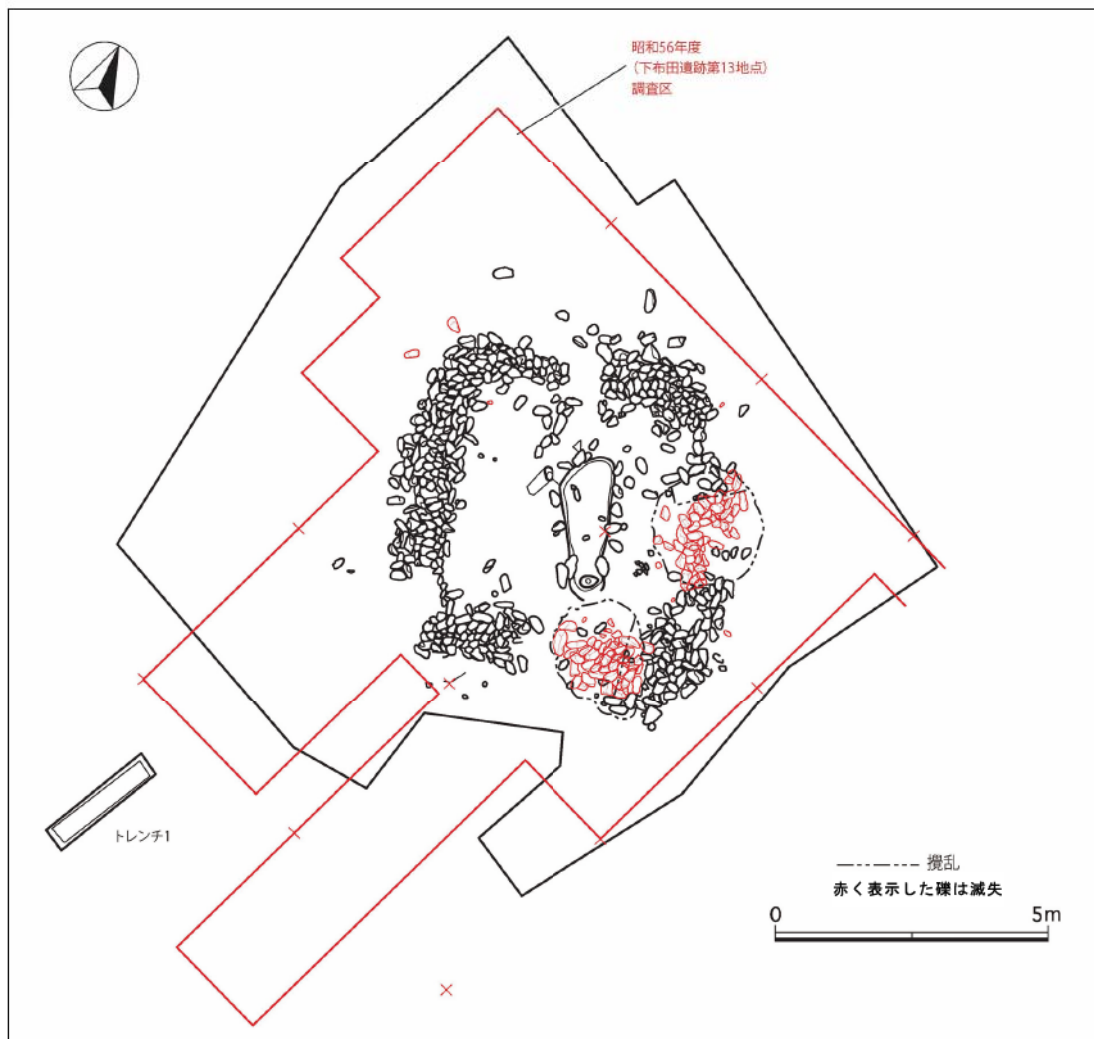 昭和56年度
(下布田遺跡第13地点)
調査区
トレンチ1
攪乱
赤く表示した礫は滅失
0 5m